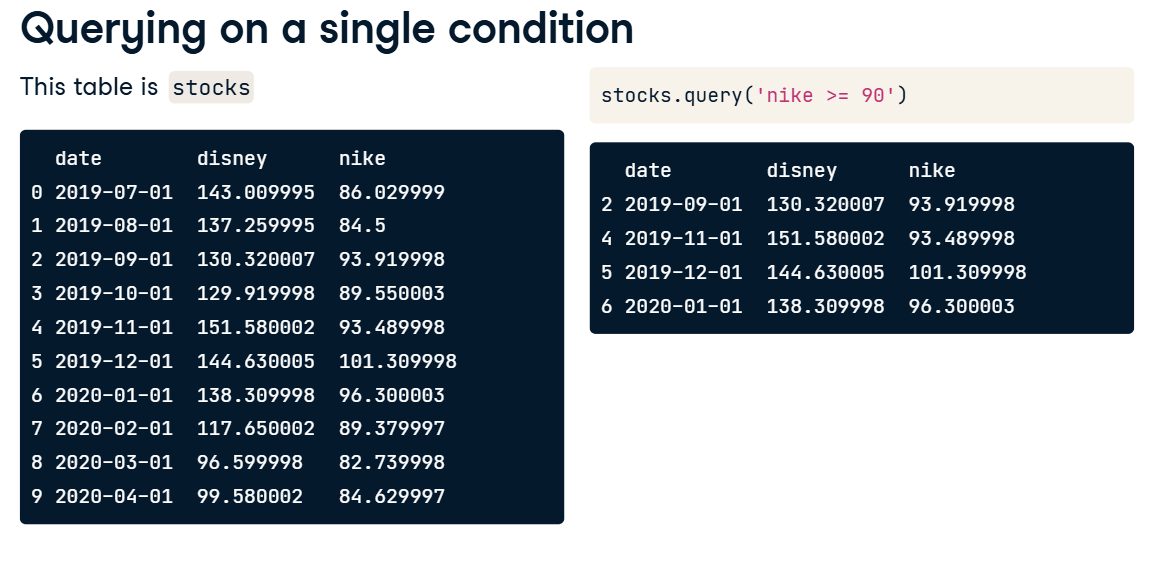 Querying on a single condition
This table is stocks
date disney nike
0 2019-07-01 143.009995 86.029999
1 2019-08-01 137.259995 84.5
2 2019-09-01 130.320007 93.919998
3 2019-10-01 129.919998 89.550003
4 2019-11-01 151.580002 93.489998
5 2019-12-01 144.630005 101.309998
6 2020-01-01 138.309998 96.300003
7 2020-02-01 117.650002 89.379997
8 2020-03-01 96.599998 82.739998
9 2020-04-01 99.580002 84.629997
stocks.query('nike >= 90')
date disney nike
2 2019-09-01 130.320007 93.919998
4 2019-11-01 151.580002 93.489998
5 2019-12-01 144.630005 101.309998
6 2020-01-01 138.309998 96.300003